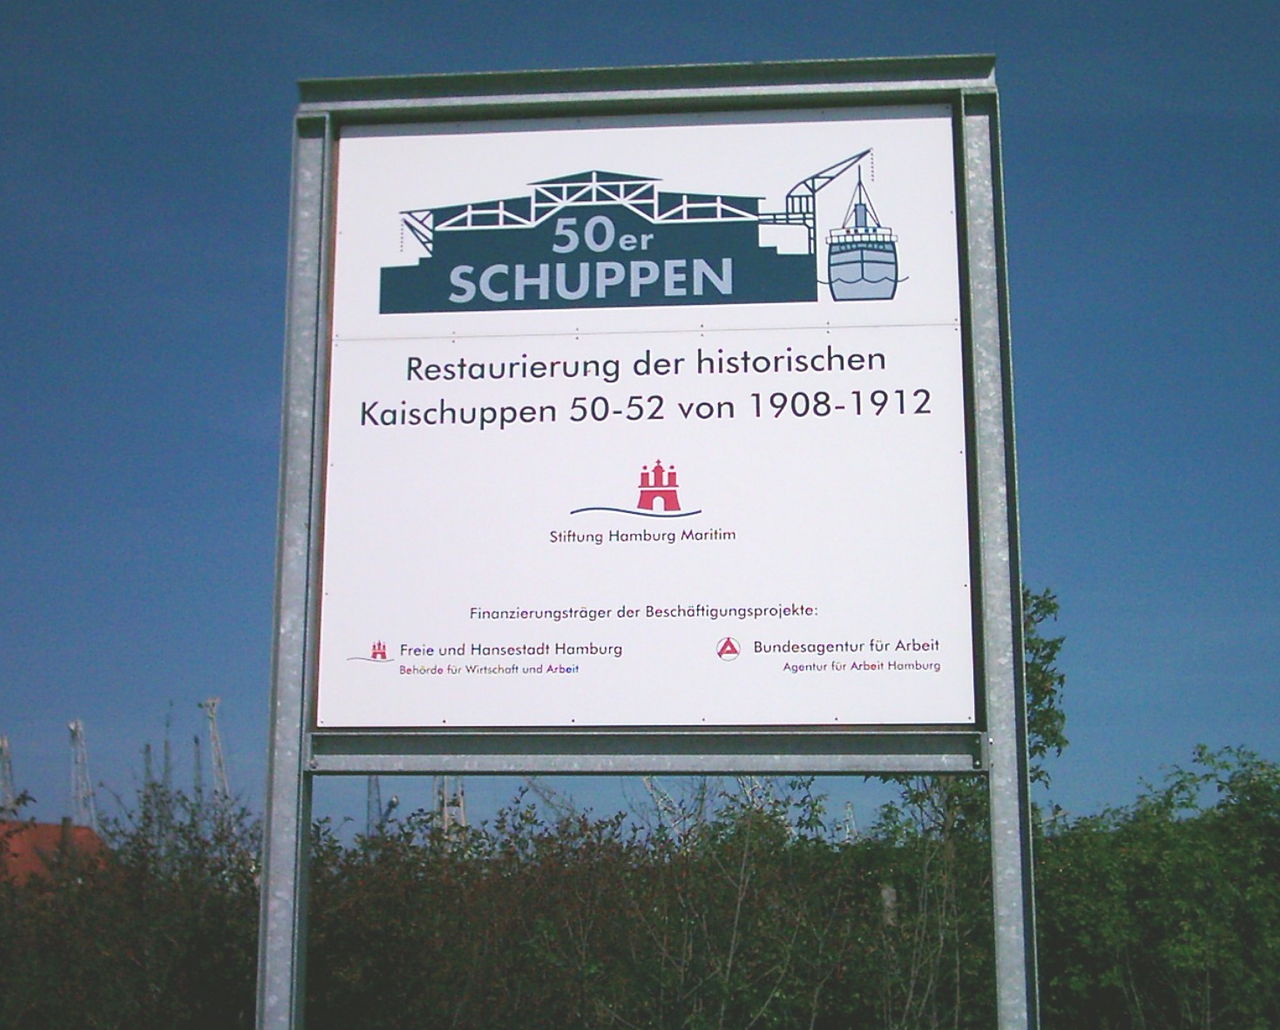 50er
SCHUPPEN
Restaurierung der historischen
Kaischuppen 50-52 von 1908-1912
Stiftung Hamburg Maritim
Finanzierungsträger der Beschäftigungsprojekte:
Freie und Hansestadt Hamburg
Behörde für Wirtschaft und Arbeit
Bundesagentur für Arbeit
Agentur für Arbeit Hamburg